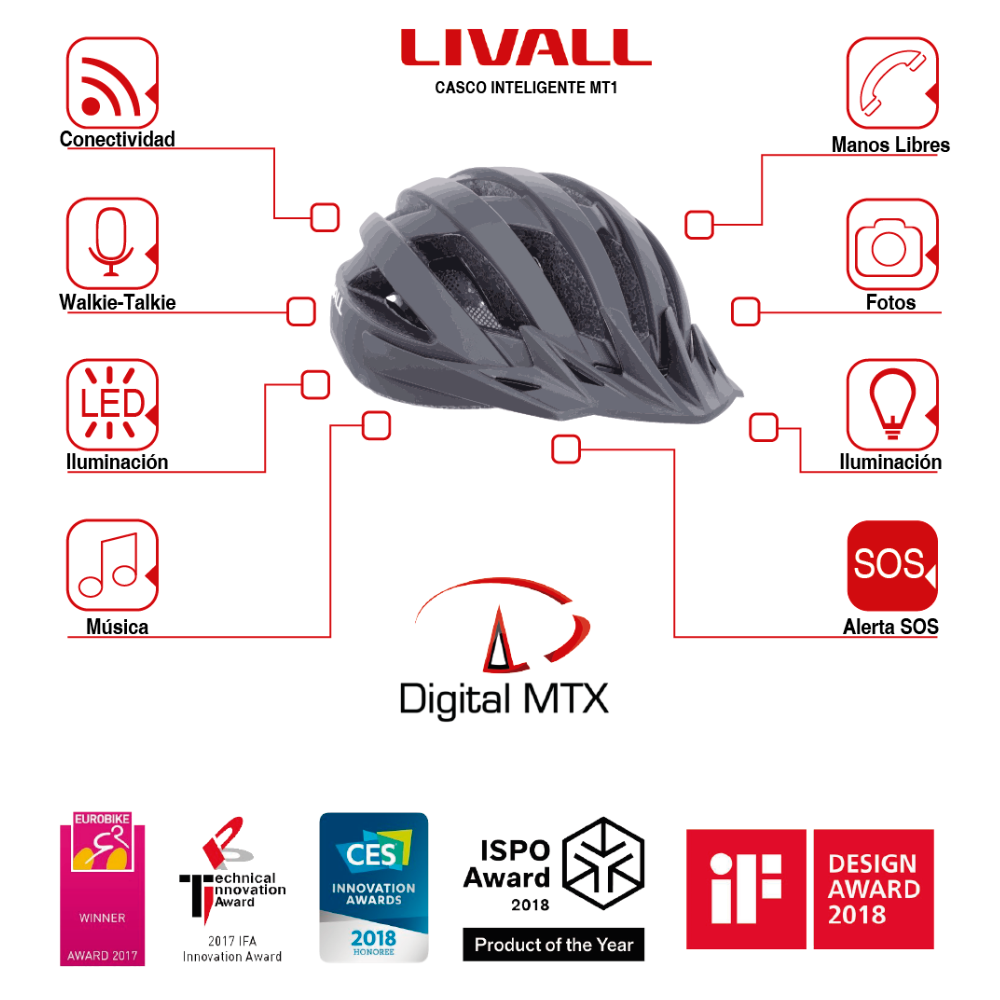 LIVALL
CASCO INTELIGENTE MT1
Conectividad
Manos Libres
Walkie-Talkie
Fotos
LED
Iluminación
Iluminación
SOS
Música
Alerta SOS
Digital MTX
EUROBIKE
WINNER
AWARD 2017
Technical
Innovation
Award
2017 IFA
Innovation Award
CES
INNOVATION
AWARDS
2018
HONOREE
ISPO
Award
2018
Product of the Year
iF
DESIGN
AWARD
2018